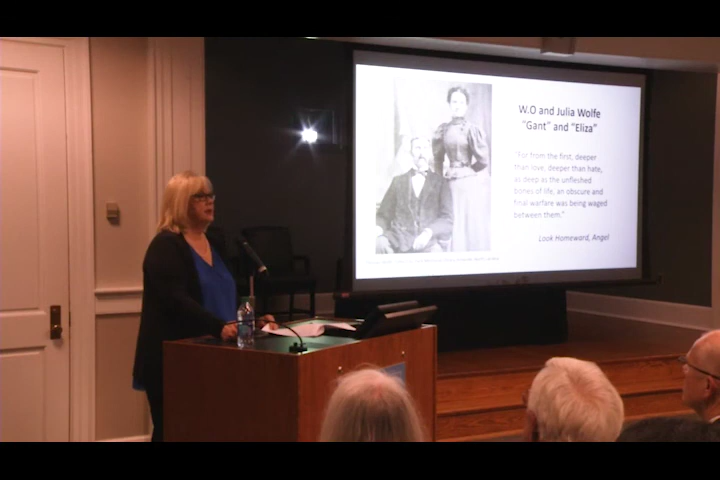 W.O and Julia Wolfe
"Gant" and "Eliza"
"For from the first, deeper
than love, deeper than hate,
as deep as the unfleshed
bones of life, an obscure and
final warfare was being waged
between them."
Look Homeward, Angel